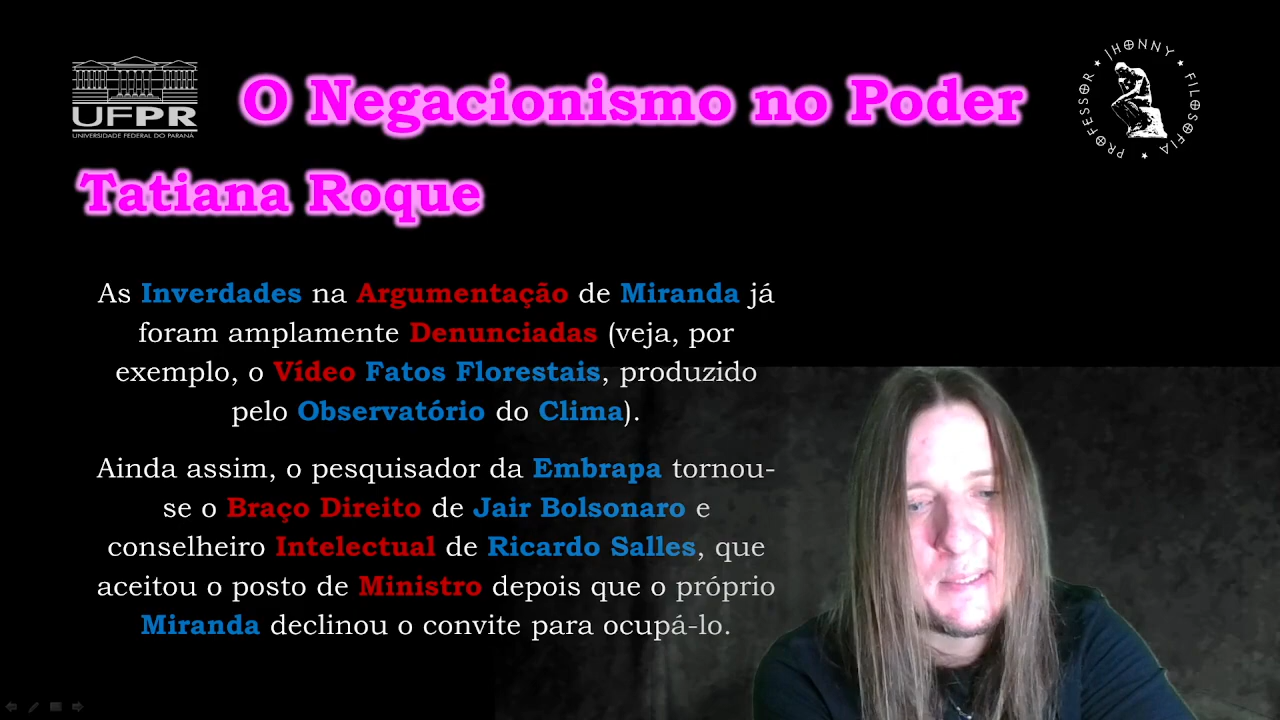 UFPR
UNIVERSIDADE FEDERAL DO PARANÁ
O Negacionismo no Poder
PROFESSOR ★ JHONNY ★ FILOSOFIA ★
Tatiana Roque
As Inverdades na Argumentação de Miranda já
foram amplamente Denunciadas (veja, por
exemplo, o Vídeo Fatos Florestais, produzido
pelo Observatório do Clima).
Ainda assim, o pesquisador da Embrapa tornou-
se o Braço Direito de Jair Bolsonaro e
conselheiro Intelectual de Ricardo Salles, que
aceitou o posto de Ministro depois que o próprio
Miranda declinou o convite para ocupá-lo.